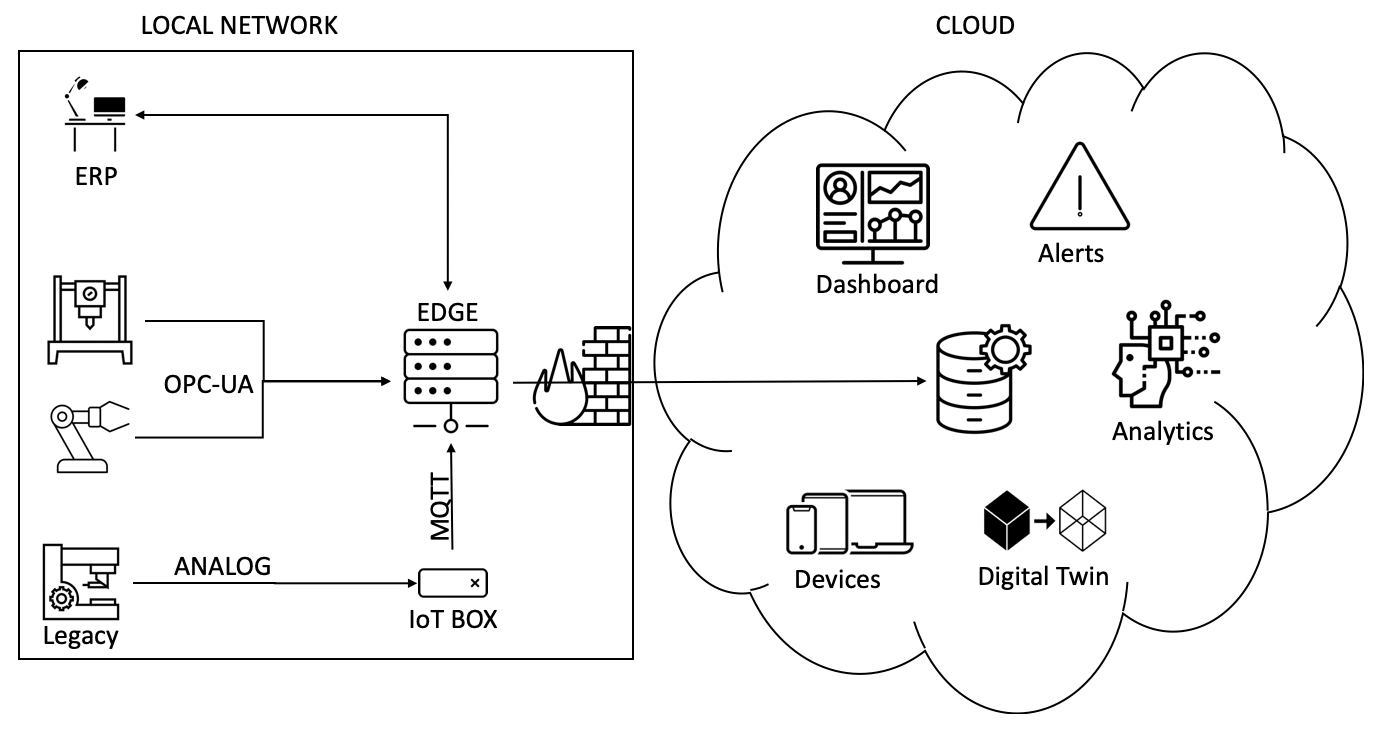 LOCAL NETWORK
CLOUD
ERP
EDGE
OPC-UA
MQTT
ANALOG
Legacy
IoT BOX
Dashboard
Alerts
Analytics
Devices
Digital Twin